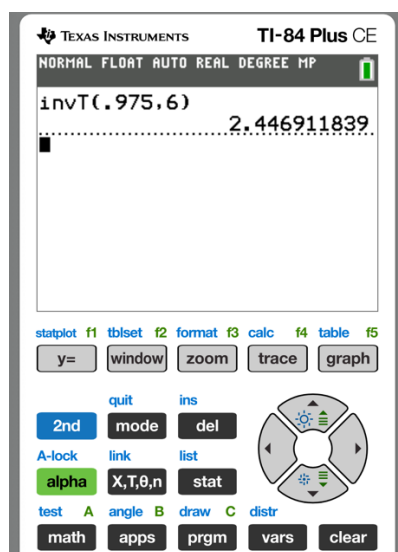 TEXAS INSTRUMENTS TI-84 Plus CE
NORMAL FLOAT AUTO REAL DEGREE MP
invT(.975,6)
2.446911839
statplot f1 tblset f2 format f3 calc f4 table f5
y= window zoom trace graph
quit ins
2nd mode del
A-lock link list
alpha X,T,θ,n stat
test A angle B draw C distr
math apps prgm vars clear